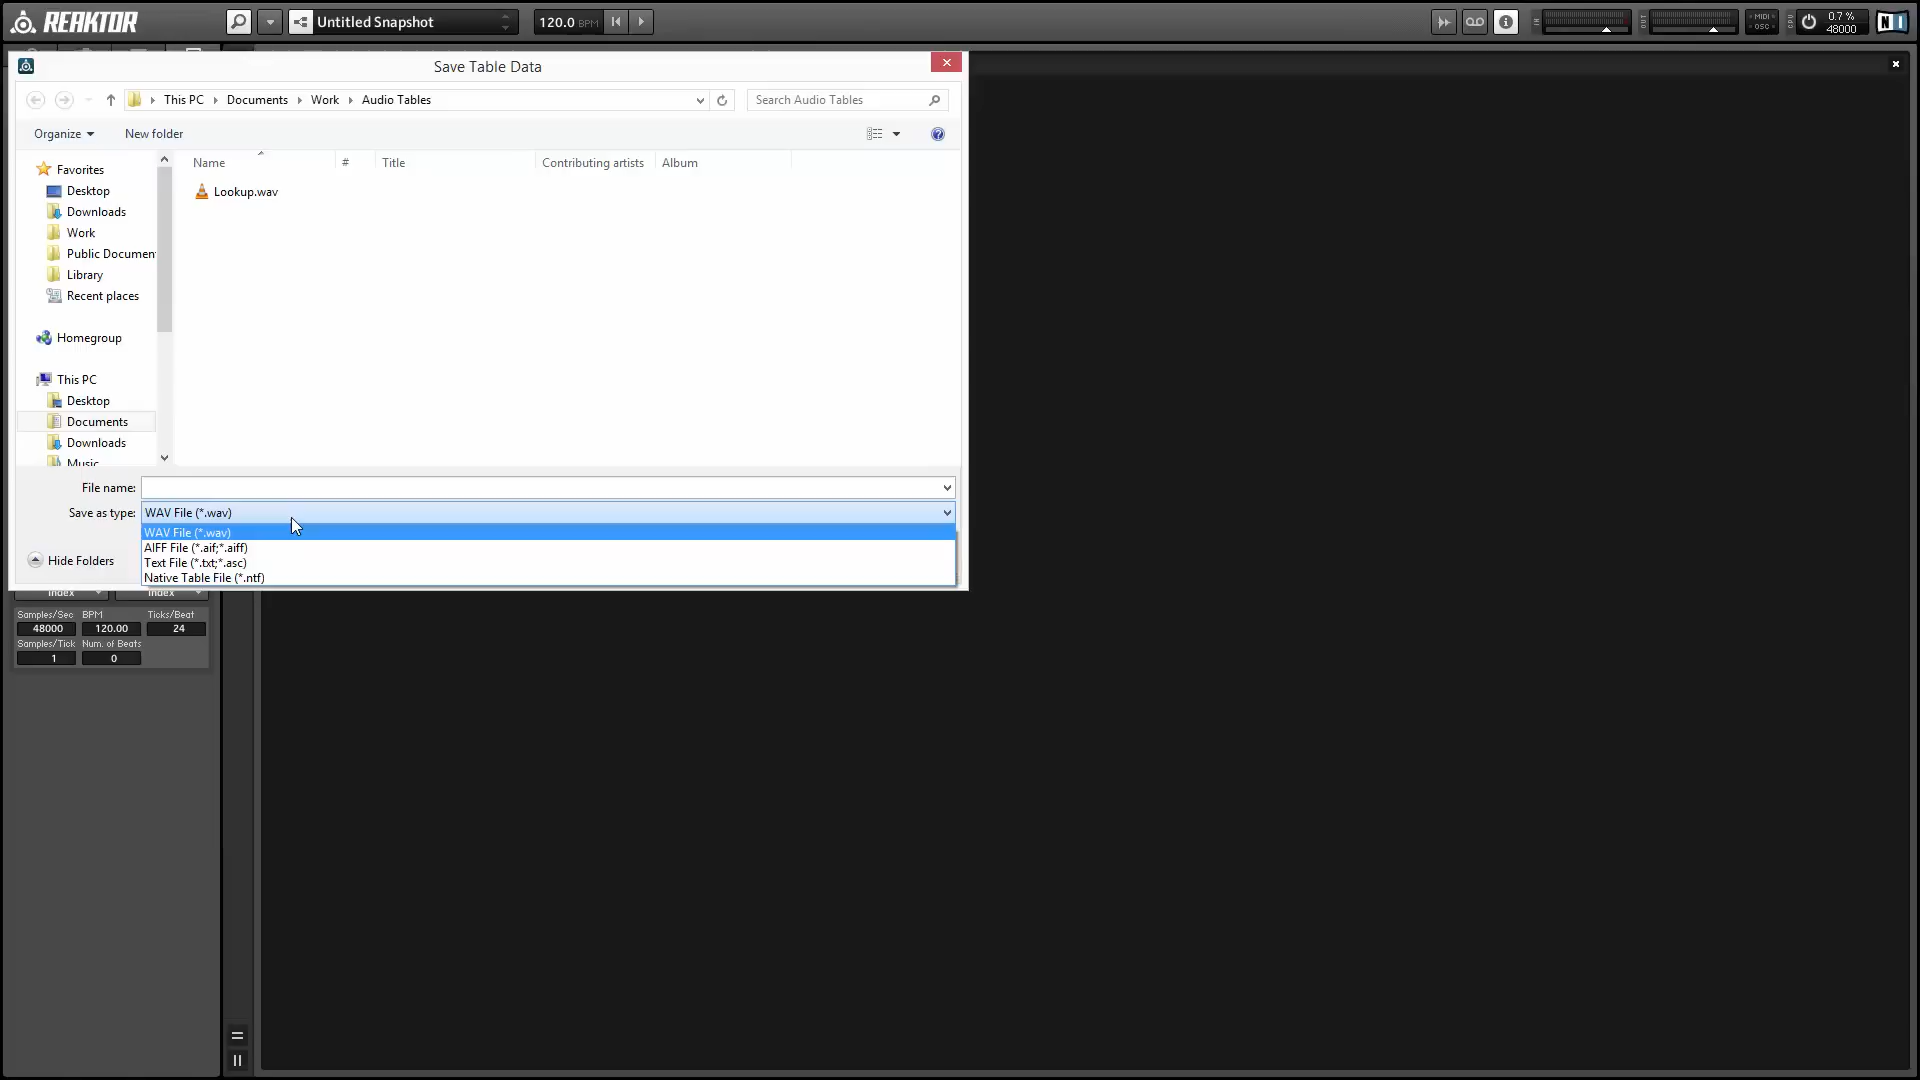 REAKTOR
Untitled Snapshot
120.0 BPM
MIDI
OSC
0.7 %
48000
Save Table Data
This PC
Documents
Work
Audio Tables
Search Audio Tables
Organize
New folder
Name
#
Title
Contributing artists
Album
Favorites
Desktop
Downloads
Work
Public Documen
Library
Recent places
Homegroup
This PC
Desktop
Documents
Downloads
Music
Lookup.wav
File name:
Save as type:
WAV File (*.wav)
WAV File (*.wav)
AIFF File (*.aif;*.aiff)
Text File (*.txt;*.asc)
Native Table File (*.ntf)
Hide Folders
Index
Index
Samples/Sec BPM Ticks/Beat
48000 120.00 24
Samples/Tick Num. of Beats
1 0